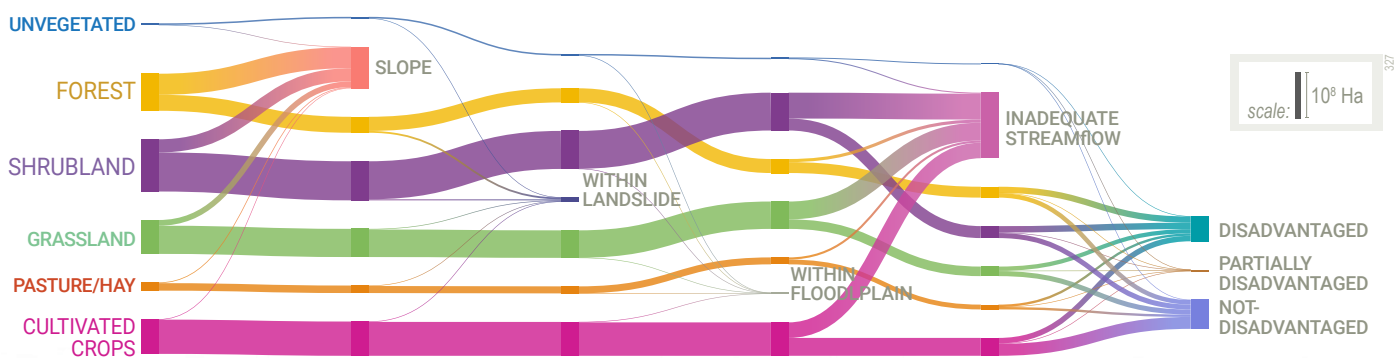 UNVEGETATED
FOREST
SHRUBLAND
GRASSLAND
PASTURE/HAY
CULTIVATED
CROPS
SLOPE
WITHIN
LANDSLIDE
WITHIN
FLOODLPLAIN
INADEQUATE
STREAMflOW
DISADVANTAGED
PARTIALLY
DISADVANTAGED
NOT-
DISADVANTAGED
scale: 10⁸ Ha
327